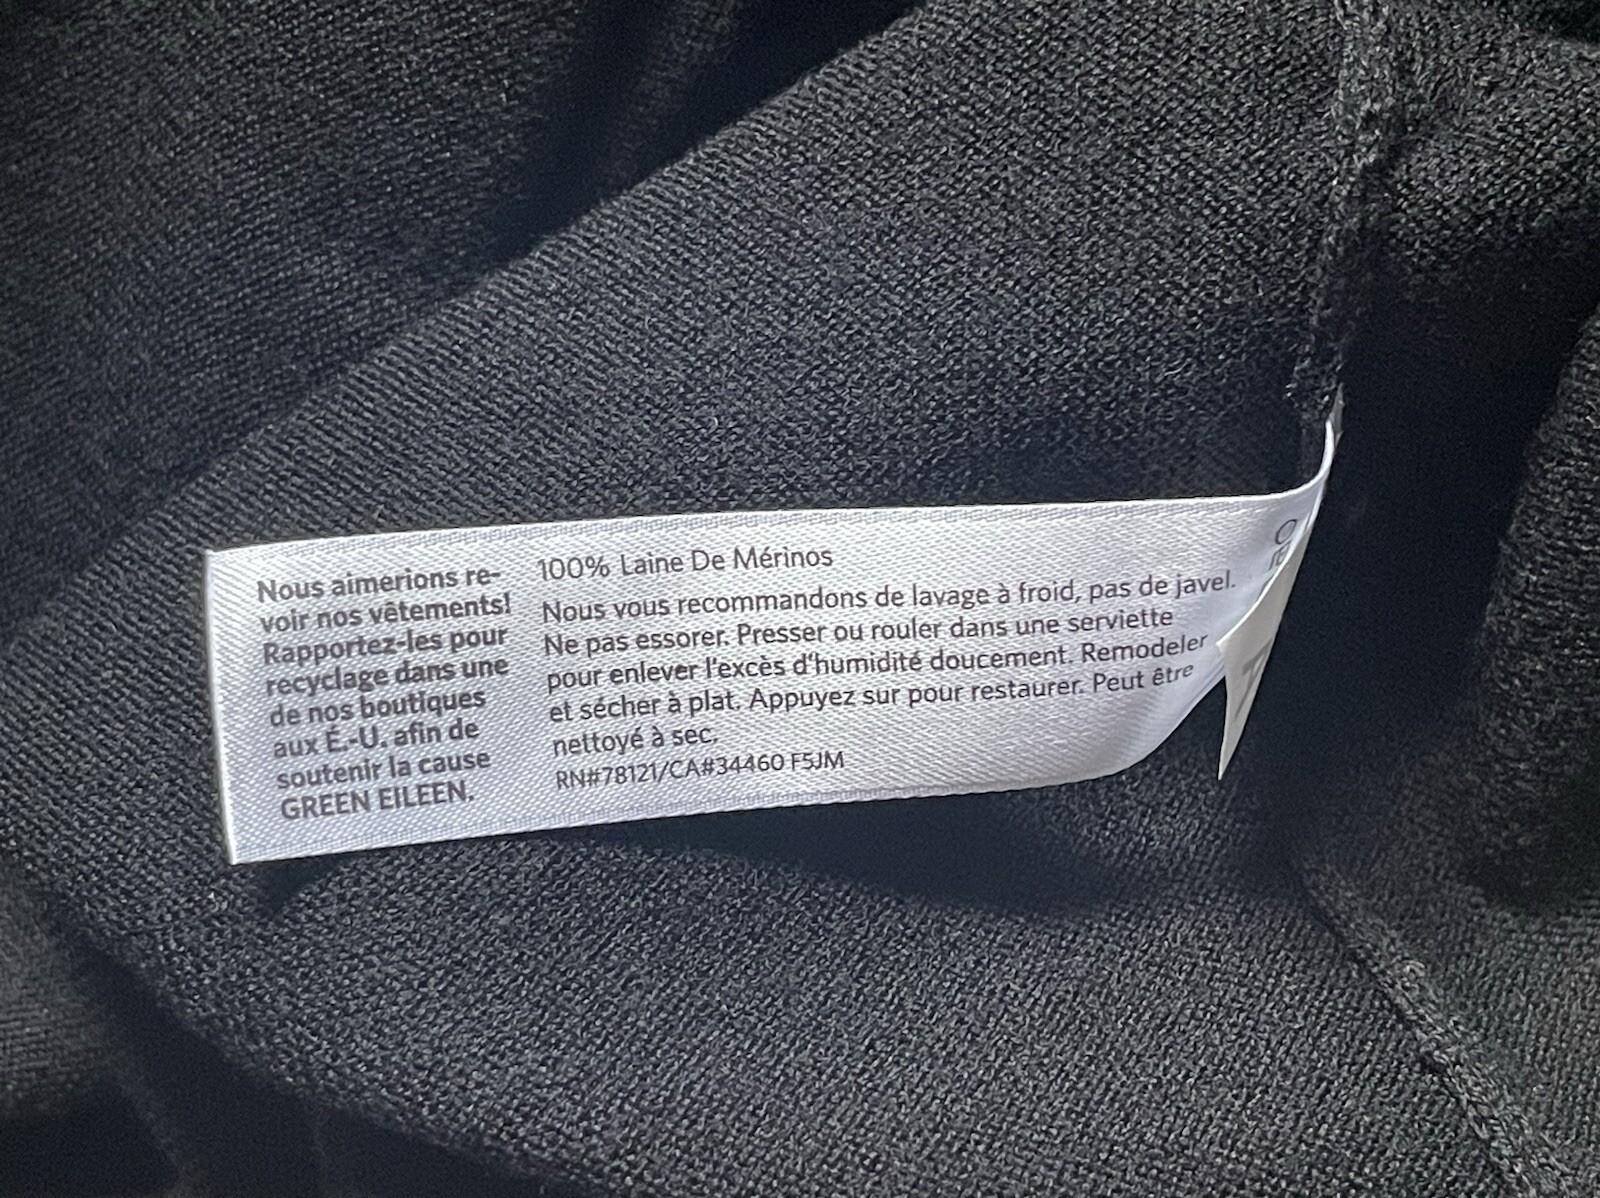 Nous aimerions re-
voir nos vêtements!
Rapportez-les pour
recyclage dans une
de nos boutiques
aux É.-U. afin de
soutenir la cause
GREEN EILEEN.
100% Laine De Mérinos
Nous vous recommandons de lavage à froid, pas de javel.
Ne pas essorer. Presser ou rouler dans une serviette
pour enlever l'excès d'humidité doucement. Remodeler
et sécher à plat. Appuyez sur pour restaurer. Peut être
nettoyé à sec.
RN#78121/CA#34460 F5JM